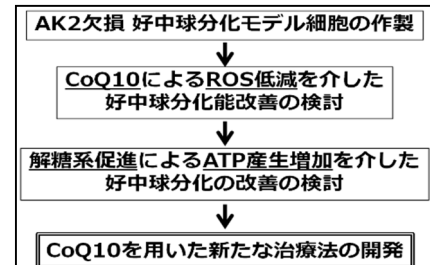 AK2欠損 好中球分化モデル細胞の作製
CoQ10によるROS低減を介した
好中球分化能改善の検討
解糖系促進によるATP産生増加を介した
好中球分化の改善の検討
CoQ10を用いた新たな治療法の開発